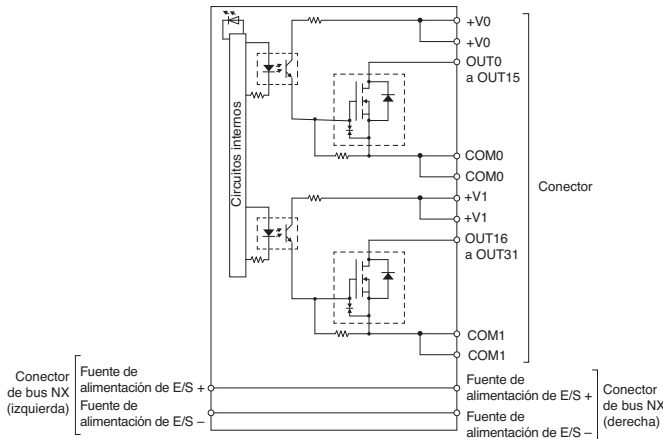 +V0
+V0
OUT0
a OUT15
COM0
COM0
+V1
+V1
OUT16
a OUT31
COM1
COM1
Circuitos internos
Conector
Conector
de bus NX
(izquierda)
Fuente de
alimentación de E/S +
Fuente de
alimentación de E/S –
Fuente de
alimentación de E/S +
Fuente de
alimentación de E/S –
Conector
de bus NX
(derecha)